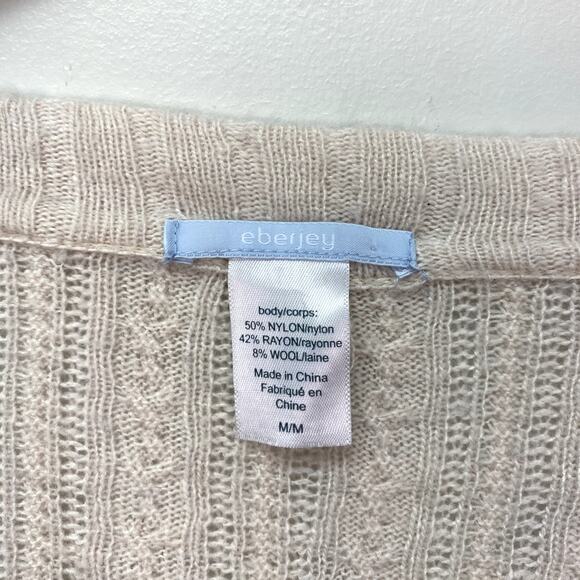 eberjey
body/corps:
50% NYLON/nylon
42% RAYON/rayonne
8% WOOL/laine
Made in China
Fabriqué en
Chine
M/M